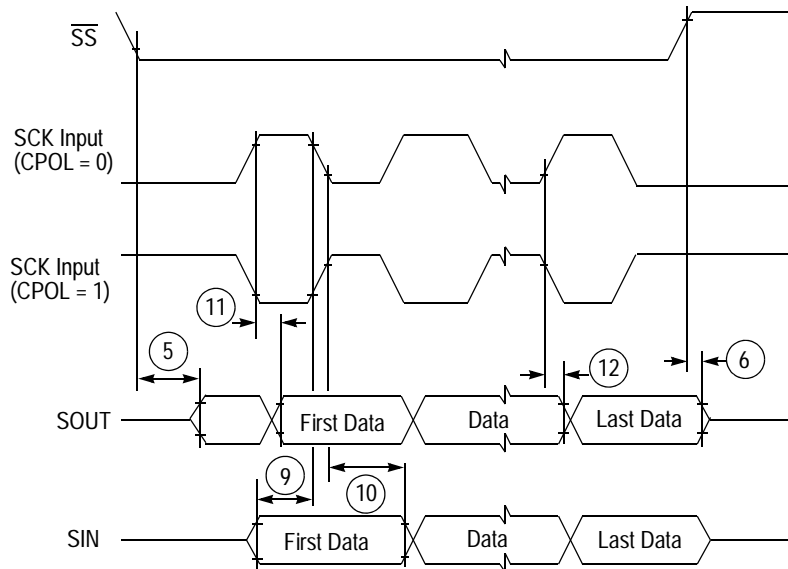 S̅S̅
SCK Input
(CPOL = 0)
SCK Input
(CPOL = 1)
11
5
12
6
SOUT
First Data
Data
Last Data
9
10
SIN
First Data
Data
Last Data